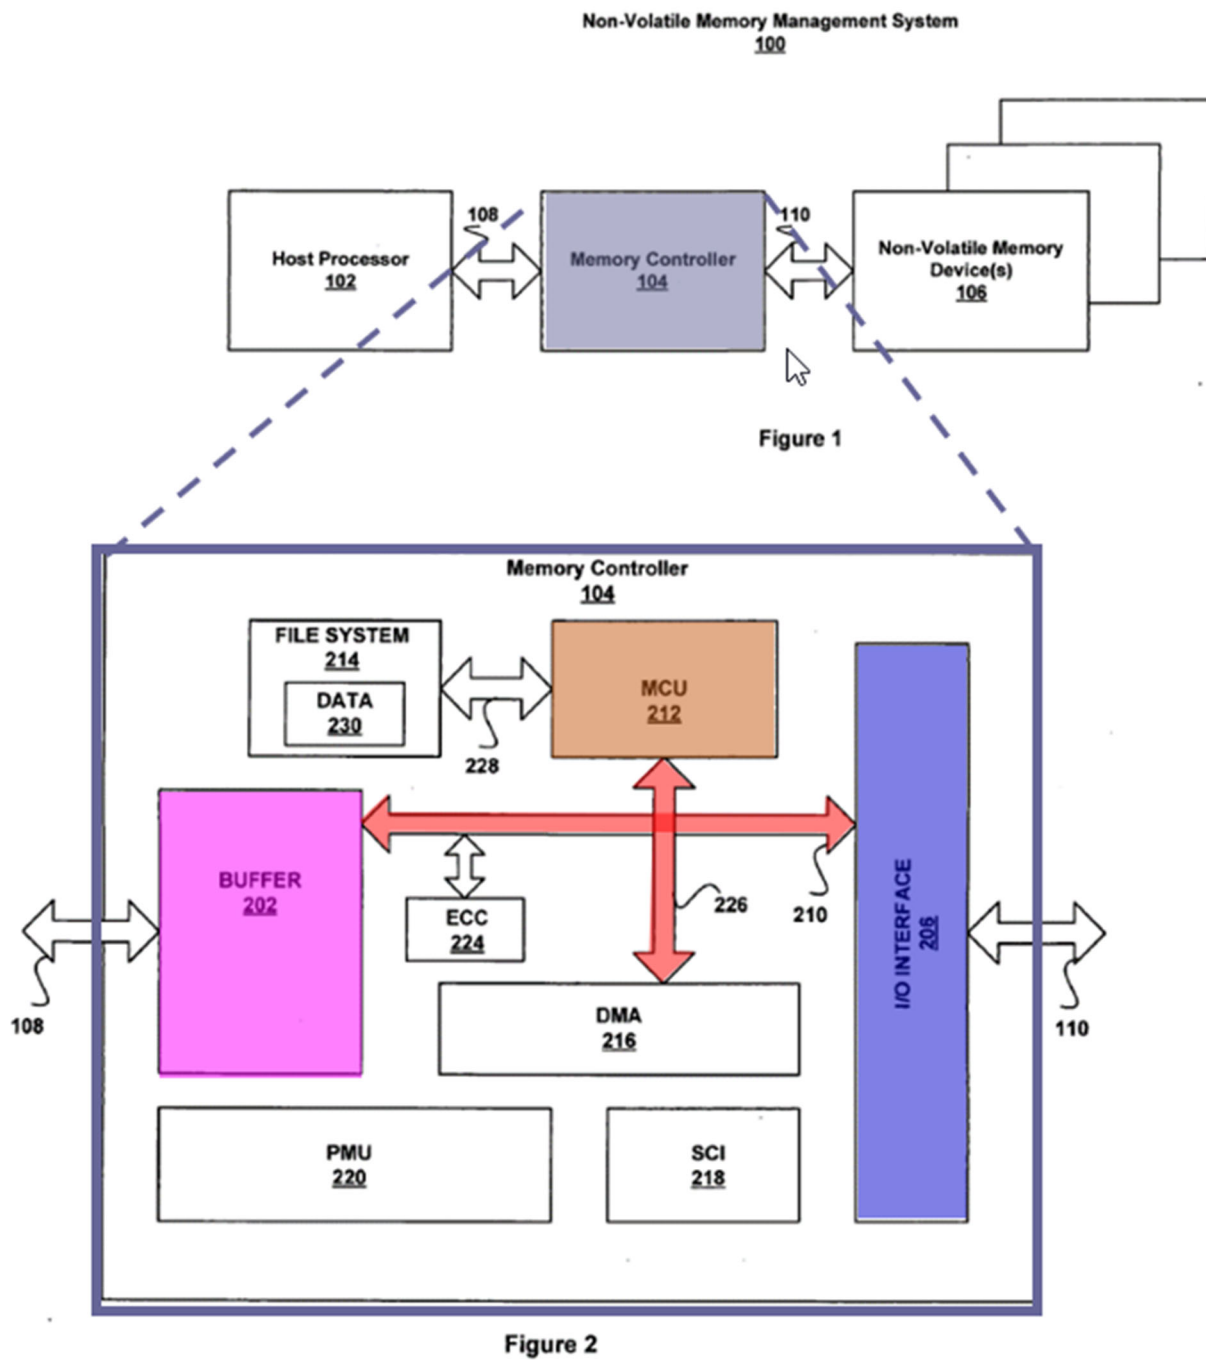 Non-Volatile Memory Management System
100
108
110
Host Processor
102
Memory Controller
104
Non-Volatile Memory
Device(s)
106
Figure 1
Memory Controller
104
FILE SYSTEM
214
DATA
230
MCU
212
228
BUFFER
202
ECC
224
226
210
I/O INTERFACE
206
108
110
DMA
216
PMU
220
SCI
218
Figure 2